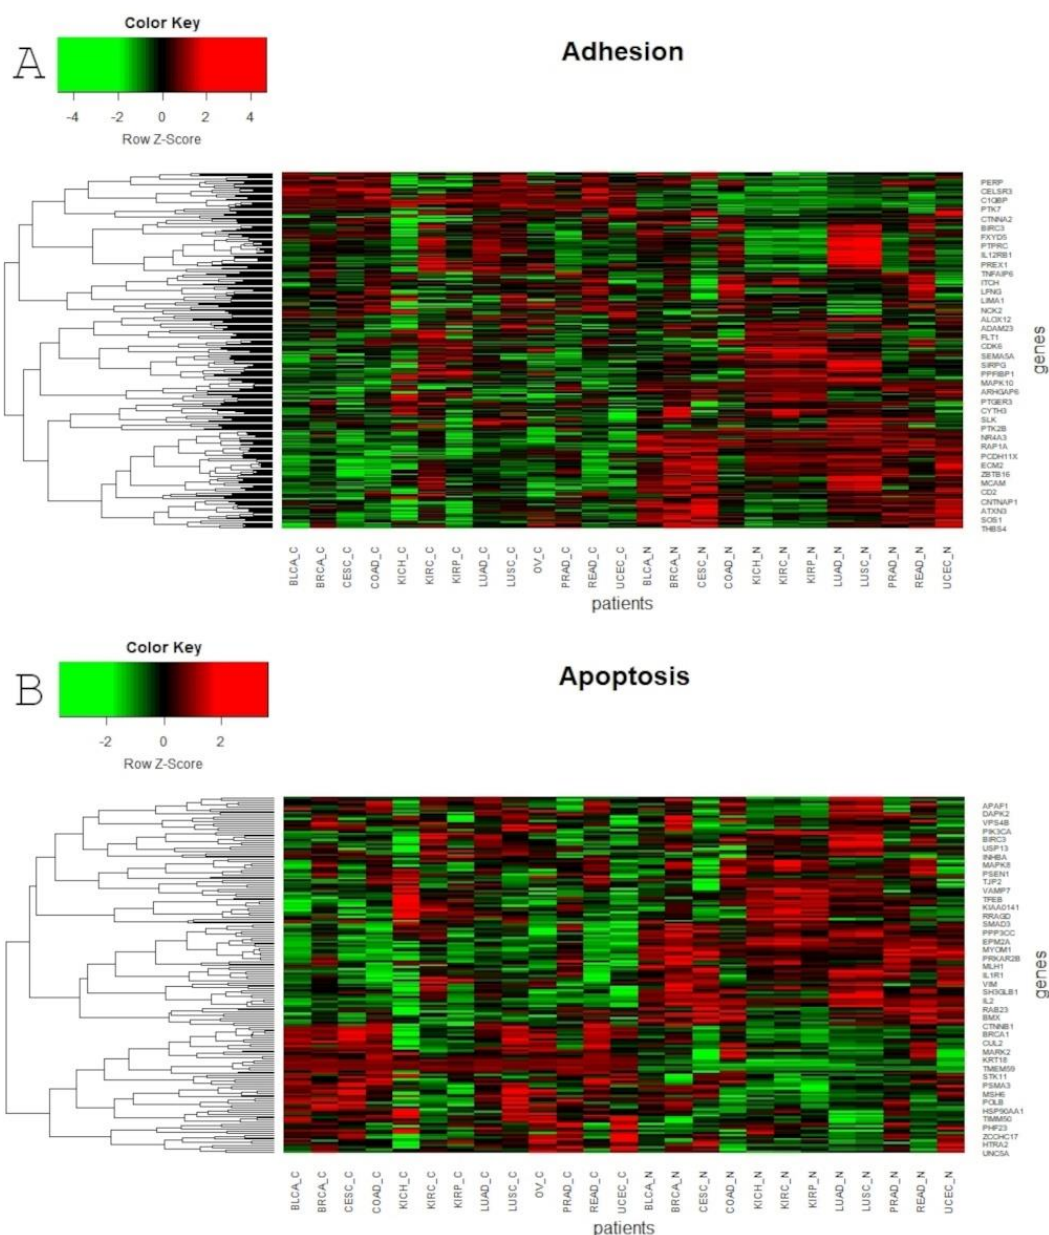 A
Color Key
-4 -2 0 2 4
Row Z-Score
Adhesion
PERP
CELSR3
C1QBP
PTK7
CTNNA2
BIRC3
FXYD5
PTPRC
IL12RB1
PREX1
TNFAIP6
ITCH
LFNG
LIMA1
NCK2
ALOX12
ADAM23
FLT1
CDK6
SEMA5A
SIRPG
PPFIBP1
MAPK10
ARHGAP6
PTGER3
CYTH3
SLK
PTK2B
NR4A3
RAP1A
PCDH11X
ECM2
ZBTB16
MCAM
CD2
CNTNAP1
ATXN3
SOS1
THBS4
genes
BLCA_C
BRCA_C
CESC_C
COAD_C
KICH_C
KIRC_C
KIRP_C
LUAD_C
LUSC_C
OV_C
PRAD_C
READ_C
UCEC_C
BLCA_N
BRCA_N
CESC_N
COAD_N
KICH_N
KIRC_N
KIRP_N
LUAD_N
LUSC_N
PRAD_N
READ_N
UCEC_N
patients
B
Color Key
-2 0 2
Row Z-Score
Apoptosis
APAF1
DAPK2
VPS4B
PIK3CA
BIRC3
USP13
INHBA
MAPK8
PSEN1
TJP2
VAMP7
TFEB
KIAA0141
RRAGD
SMAD3
PPP3CC
EPM2A
MYOM1
PRKAR2B
MLH1
IL1R1
VIM
SH3GLB1
IL2
RAB23
BMX
CTNNB1
BRCA1
CUL2
MARK2
KRT18
TMEM59
STK11
PSMA3
MSH6
POLB
HSP90AA1
TIMM50
PHF23
ZCCHC17
HTRA2
UNC5A
genes
BLCA_C
BRCA_C
CESC_C
COAD_C
KICH_C
KIRC_C
KIRP_C
LUAD_C
LUSC_C
OV_C
PRAD_C
READ_C
UCEC_C
BLCA_N
BRCA_N
CESC_N
COAD_N
KICH_N
KIRC_N
KIRP_N
LUAD_N
LUSC_N
PRAD_N
READ_N
UCEC_N
patients